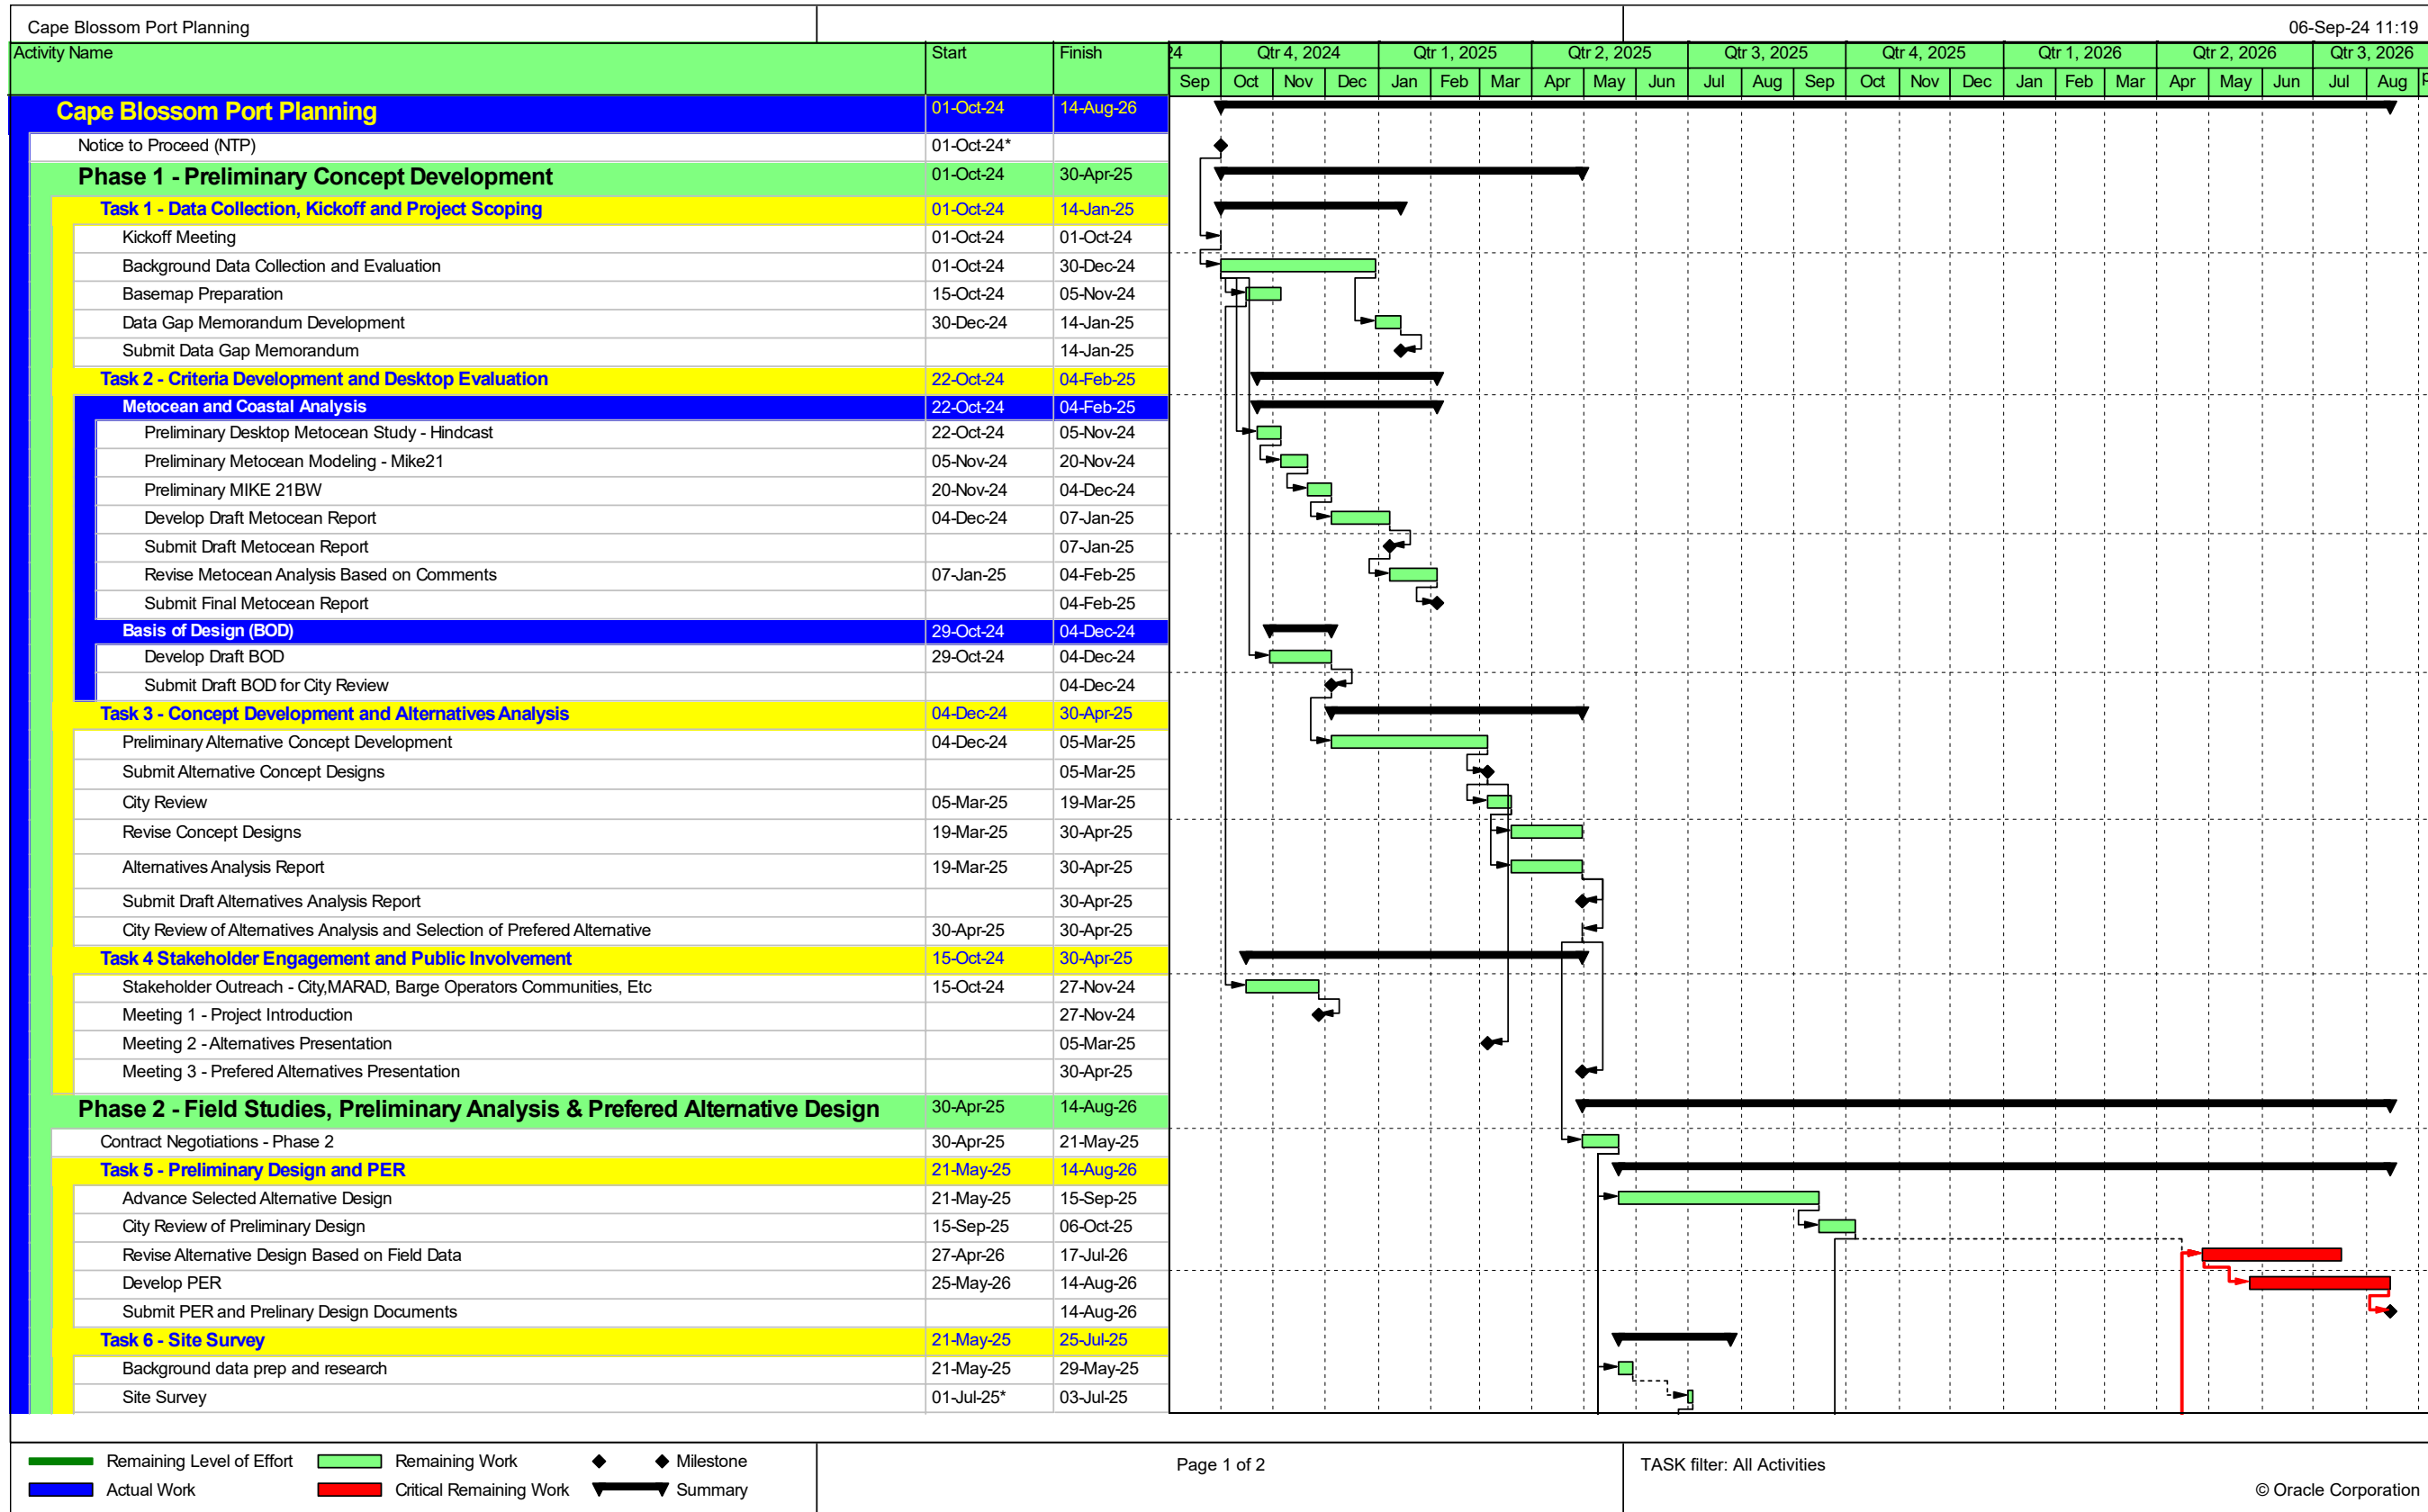 Cape Blossom Port Planning 06-Sep-24 11:19
Activity Name Start Finish 24 Qtr 4, 2024 Qtr 1, 2025 Qtr 2, 2025 Qtr 3, 2025 Qtr 4, 2025 Qtr 1, 2026 Qtr 2, 2026 Qtr 3, 2026
Sep Oct Nov Dec Jan Feb Mar Apr May Jun Jul Aug Sep Oct Nov Dec Jan Feb Mar Apr May Jun Jul Aug
Cape Blossom Port Planning 01-Oct-24 14-Aug-26
Notice to Proceed (NTP) 01-Oct-24*
Phase 1 - Preliminary Concept Development 01-Oct-24 30-Apr-25
Task 1 - Data Collection, Kickoff and Project Scoping 01-Oct-24 14-Jan-25
Kickoff Meeting 01-Oct-24 01-Oct-24
Background Data Collection and Evaluation 01-Oct-24 30-Dec-24
Basemap Preparation 15-Oct-24 05-Nov-24
Data Gap Memorandum Development 30-Dec-24 14-Jan-25
Submit Data Gap Memorandum 14-Jan-25
Task 2 - Criteria Development and Desktop Evaluation 22-Oct-24 04-Feb-25
Metocean and Coastal Analysis 22-Oct-24 04-Feb-25
Preliminary Desktop Metocean Study - Hindcast 22-Oct-24 05-Nov-24
Preliminary Metocean Modeling - Mike21 05-Nov-24 20-Nov-24
Preliminary MIKE 21BW 20-Nov-24 04-Dec-24
Develop Draft Metocean Report 04-Dec-24 07-Jan-25
Submit Draft Metocean Report 07-Jan-25
Revise Metocean Analysis Based on Comments 07-Jan-25 04-Feb-25
Submit Final Metocean Report 04-Feb-25
Basis of Design (BOD) 29-Oct-24 04-Dec-24
Develop Draft BOD 29-Oct-24 04-Dec-24
Submit Draft BOD for City Review 04-Dec-24
Task 3 - Concept Development and Alternatives Analysis 04-Dec-24 30-Apr-25
Preliminary Alternative Concept Development 04-Dec-24 05-Mar-25
Submit Alternative Concept Designs 05-Mar-25
City Review 05-Mar-25 19-Mar-25
Revise Concept Designs 19-Mar-25 30-Apr-25
Alternatives Analysis Report 19-Mar-25 30-Apr-25
Submit Draft Alternatives Analysis Report 30-Apr-25
City Review of Alternatives Analysis and Selection of Prefered Alternative 30-Apr-25 30-Apr-25
Task 4 Stakeholder Engagement and Public Involvement 15-Oct-24 30-Apr-25
Stakeholder Outreach - City,MARAD, Barge Operators Communities, Etc 15-Oct-24 27-Nov-24
Meeting 1 - Project Introduction 27-Nov-24
Meeting 2 - Alternatives Presentation 05-Mar-25
Meeting 3 - Prefered Alternatives Presentation 30-Apr-25
Phase 2 - Field Studies, Preliminary Analysis & Prefered Alternative Design 30-Apr-25 14-Aug-26
Contract Negotiations - Phase 2 30-Apr-25 21-May-25
Task 5 - Preliminary Design and PER 21-May-25 14-Aug-26
Advance Selected Alternative Design 21-May-25 15-Sep-25
City Review of Preliminary Design 15-Sep-25 06-Oct-25
Revise Alternative Design Based on Field Data 27-Apr-26 17-Jul-26
Develop PER 25-May-26 14-Aug-26
Submit PER and Prelinary Design Documents 14-Aug-26
Task 6 - Site Survey 21-May-25 25-Jul-25
Background data prep and research 21-May-25 29-May-25
Site Survey 01-Jul-25* 03-Jul-25
Remaining Level of Effort Remaining Work Milestone Page 1 of 2 TASK filter: All Activities
Actual Work Critical Remaining Work Summary © Oracle Corporation